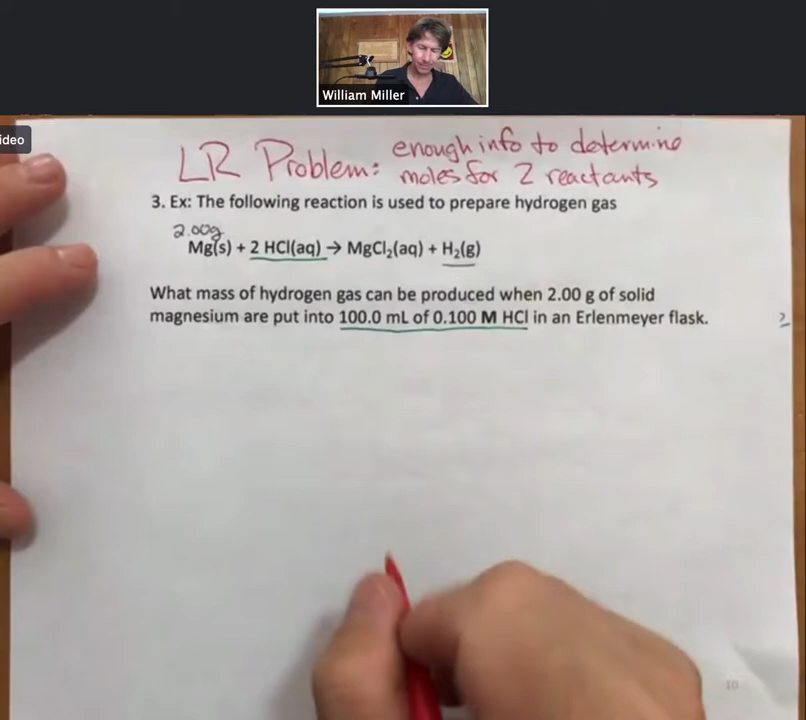 William Miller
ideo
LR Problem: enough info to determine
moles for 2 reactants
3. Ex: The following reaction is used to prepare hydrogen gas
2.00g
Mg(s) + 2 HCl(aq) → MgCl₂(aq) + H₂(g)
What mass of hydrogen gas can be produced when 2.00 g of solid
magnesium are put into 100.0 mL of 0.100 M HCl in an Erlenmeyer flask.
?
10